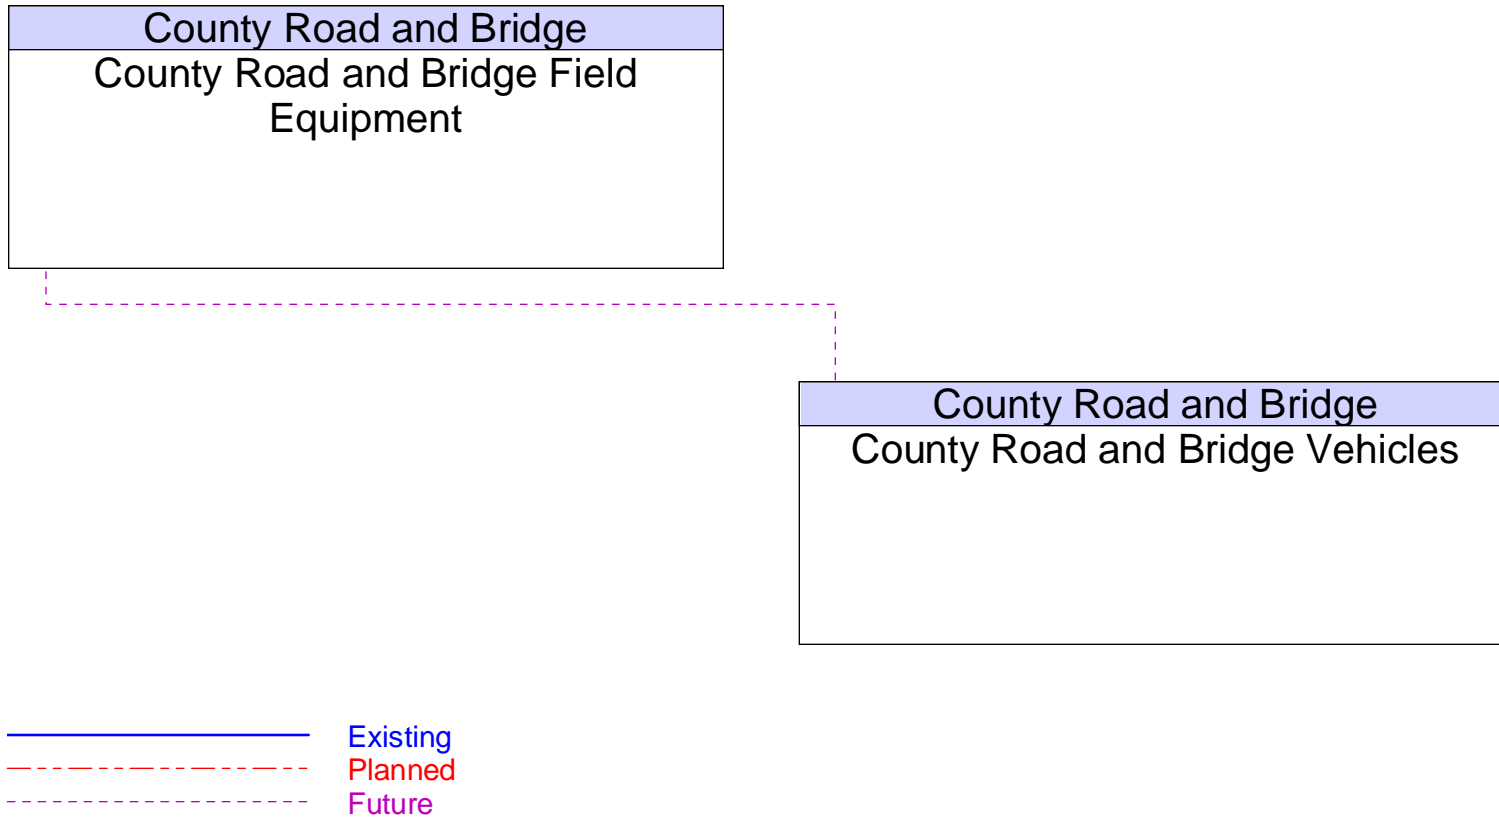 County Road and Bridge
County Road and Bridge Field
Equipment
County Road and Bridge
County Road and Bridge Vehicles
Existing
Planned
Future